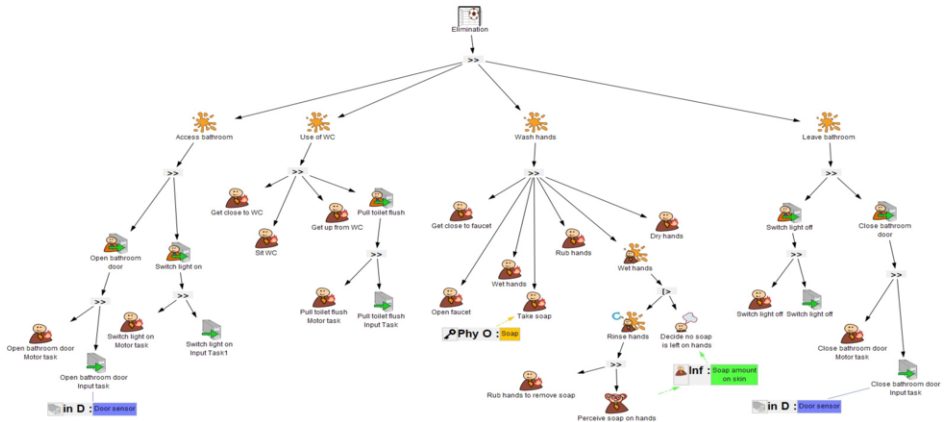 Elimination
>>
Access bathroom
Use of WC
Wash hands
Leave bathroom
>>
>>
>>
>>
Get close to WC
Sit WC
Get up from WC
Pull toilet flush
Get close to faucet
Open faucet
Wet hands
Take soap
Rub hands
Wet hands
Dry hands
Switch light off
Close bathroom
door
Open bathroom
door
Switch light on
>>
>>
>>
[>
>>
>>
Open bathroom door
Motor task
Open bathroom door
Input task
Switch light on
Motor task
Switch light on
Input Task1
Pull toilet flush
Motor task
Pull toilet flush
Input Task
Phy O : Soap
Rinse hands
Decide no soap
is left on hands
>>
Rub hands to remove soap
Perceive soap on hands
Inf : Soap amount
on skin
Switch light off
Switch light off
Close bathroom door
Motor task
Close bathroom door
Input task
in D : Door sensor
in D : Door sensor